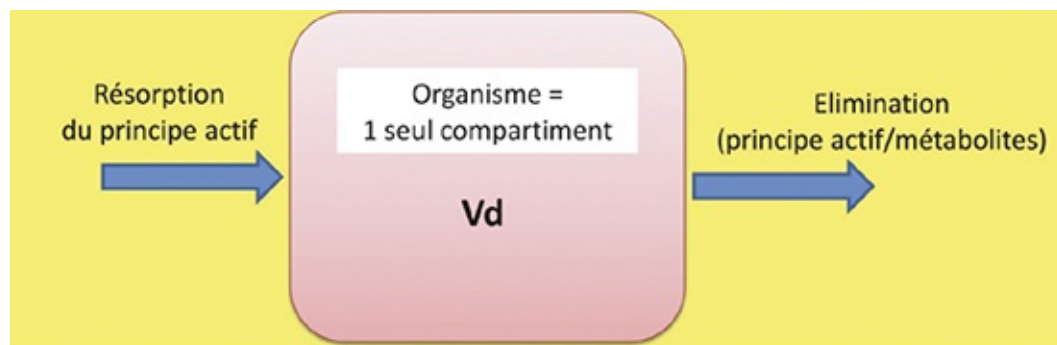 Résorption
du principe actif
Organisme =
1 seul compartiment
Vd
Elimination
(principe actif/métabolites)